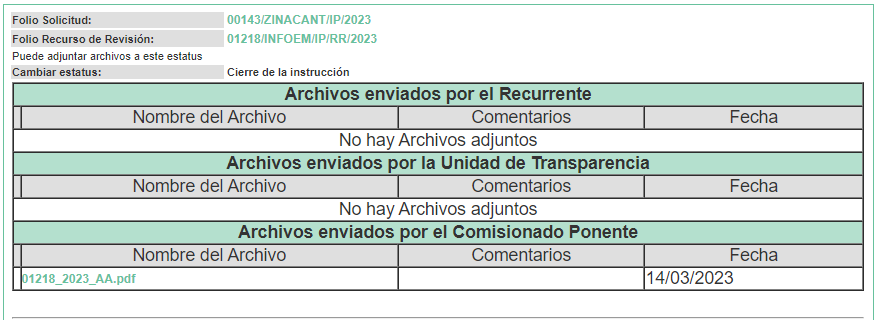 Folio Solicitud: 00143/ZINACANT/IP/2023
Folio Recurso de Revisión: 01218/INFOEM/IP/RR/2023
Puede adjuntar archivos a este estatus
Cambiar estatus: Cierre de la instrucción
Archivos enviados por el Recurrente
Nombre del Archivo Comentarios Fecha
No hay Archivos adjuntos
Archivos enviados por la Unidad de Transparencia
Nombre del Archivo Comentarios Fecha
No hay Archivos adjuntos
Archivos enviados por el Comisionado Ponente
Nombre del Archivo Comentarios Fecha
01218_2023_AA.pdf 14/03/2023